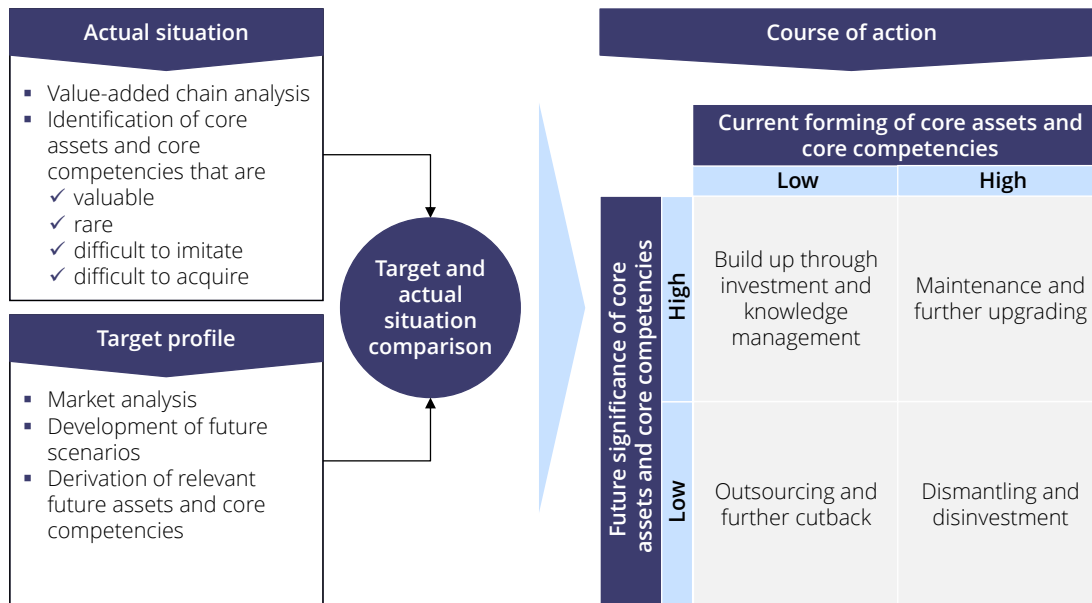 Actual situation
Value-added chain analysis
Identification of core
assets and core
competencies that are
valuable
rare
difficult to imitate
difficult to acquire
Target profile
Market analysis
Development of future
scenarios
Derivation of relevant
future assets and core
competencies
Target and
actual
situation
comparison
Course of action
Current forming of core assets and
core competencies
Low
High
Future significance of core
assets and core competencies
High
Build up through
investment and
knowledge
management
Maintenance and
further upgrading
Low
Outsourcing and
further cutback
Dismantling and
disinvestment